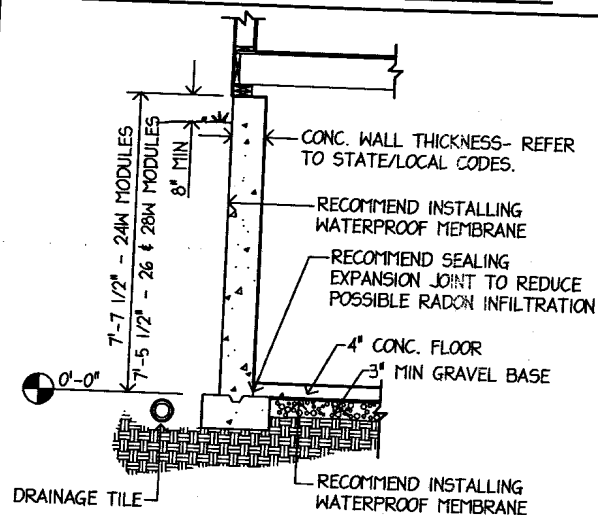 7'-7 1/2" - 24W MODULES
7'-5 1/2" - 26 & 28W MODULES
8" MIN
CONC. WALL THICKNESS- REFER
TO STATE/LOCAL CODES.
RECOMMEND INSTALLING
WATERPROOF MEMBRANE
RECOMMEND SEALING
EXPANSION JOINT TO REDUCE
POSSIBLE RADON INFILTRATION
4" CONC. FLOOR
3" MIN GRAVEL BASE
0'-0"
DRAINAGE TILE
RECOMMEND INSTALLING
WATERPROOF MEMBRANE